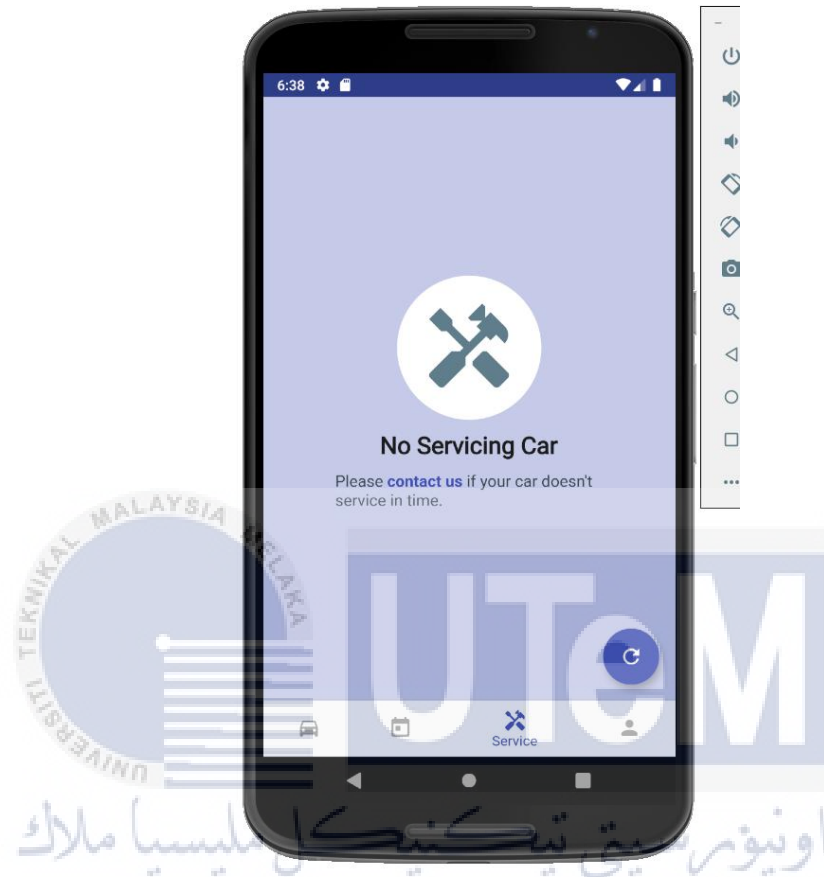 6:38
No Servicing Car
Please contact us if your car doesn't
service in time.
Service
UNIVERSITI TEKNIKAL MALAYSIA MELAKA
UTeM
اونيۏرسيتي تيكنيكل مليسيا ملاك